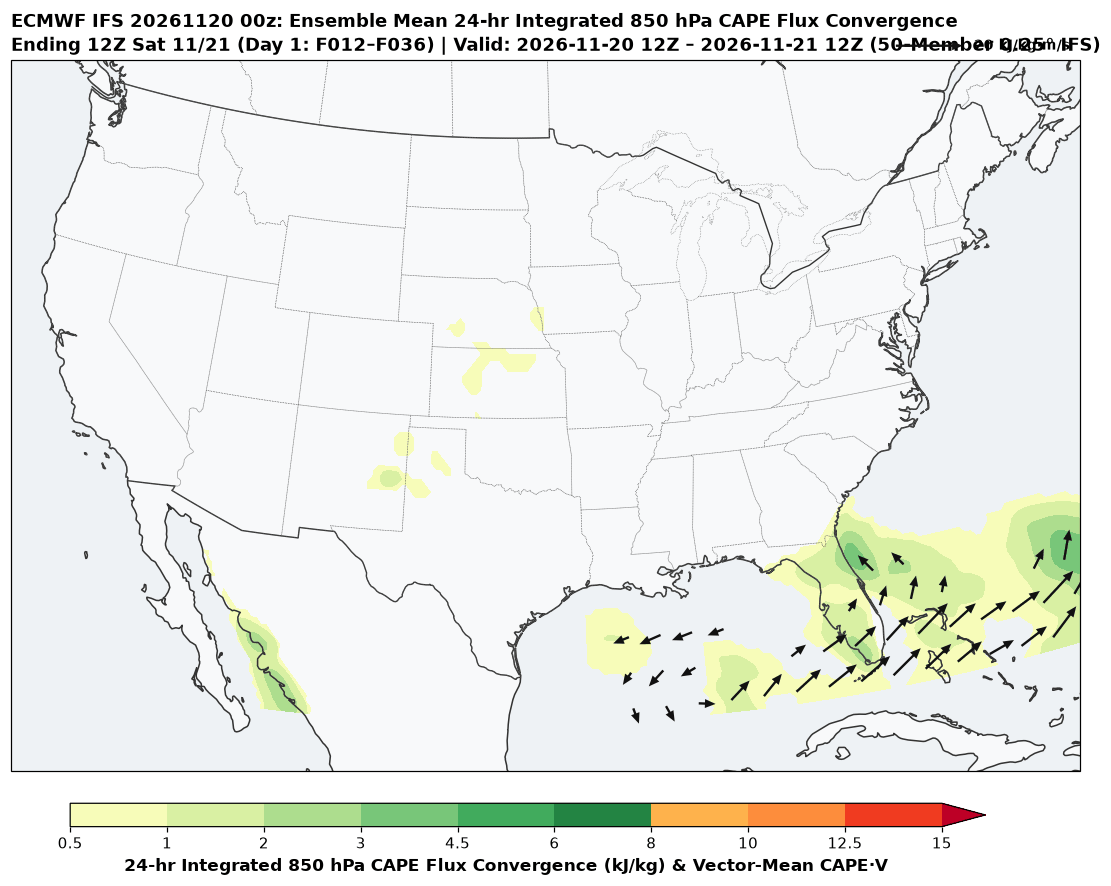 ECMWF IFS 20261120 00z: Ensemble Mean 24-hr Integrated 850 hPa CAPE Flux Convergence
Ending 12Z Sat 11/21 (Day 1: F012–F036) | Valid: 2026-11-20 12Z – 2026-11-21 12Z (50-Member 0.25° IFS)
0.5 1 2 3 4.5 6 8 10 12.5 15
24-hr Integrated 850 hPa CAPE Flux Convergence (kJ/kg) & Vector-Mean CAPE·V